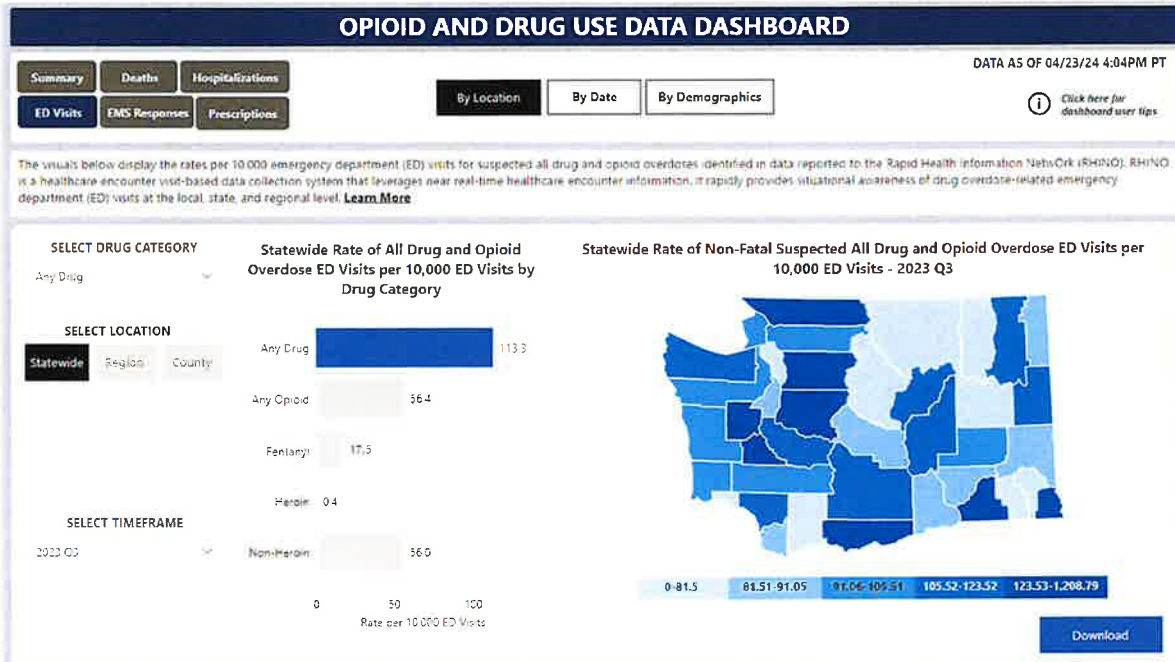 OPIOID AND DRUG USE DATA DASHBOARD
DATA AS OF 04/23/24 4:04PM PT
Summary
Deaths
Hospitalizations
ED Visits
EMS Responses
Prescriptions
By Location
By Date
By Demographics
Click here for
dashboard user tips
The visuals below display the rates per 10,000 emergency department (ED) visits for suspected all drug and opioid overdoses identified in data reported to the Rapid Health Information NetwOrk (RHINO). RHINO
is a healthcare encounter visit-based data collection system that leverages near real-time healthcare encounter information. It rapidly provides situational awareness of drug overdose-related emergency
department (ED) visits at the local, state, and regional level. Learn More
SELECT DRUG CATEGORY
Any Drug
SELECT LOCATION
Statewide
Region
County
SELECT TIMEFRAME
2023 Q3
Statewide Rate of All Drug and Opioid
Overdose ED Visits per 10,000 ED Visits by
Drug Category
Any Drug
113.3
Any Opioid
56.4
Fentanyl
17.5
Heroin
0.4
Non-Heroin
56.0
0
50
100
Rate per 10,000 ED Visits
Statewide Rate of Non-Fatal Suspected All Drug and Opioid Overdose ED Visits per
10,000 ED Visits - 2023 Q3
0-81.5
81.51-91.05
91.06-105.51
105.52-123.52
123.53-1,208.79
Download